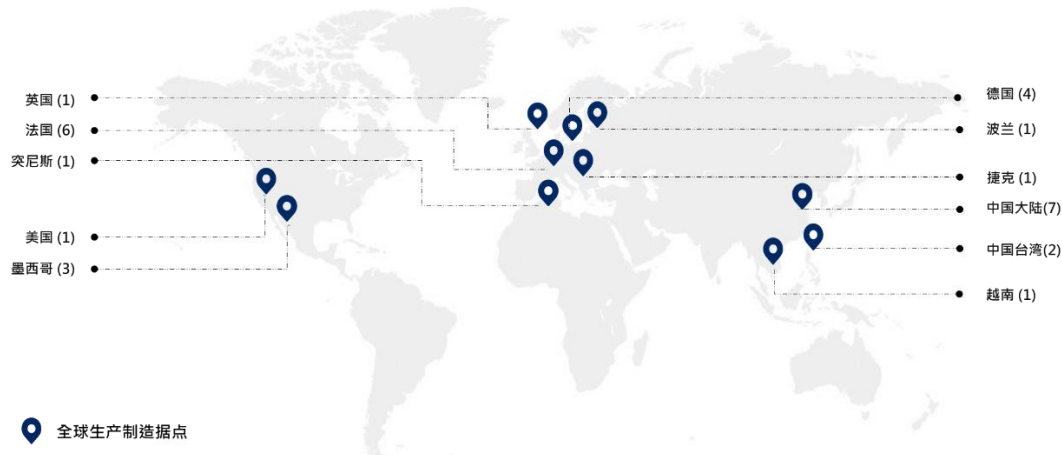 英国 (1)
法国 (6)
突尼斯 (1)
美国 (1)
墨西哥 (3)
德国 (4)
波兰 (1)
捷克 (1)
中国大陆(7)
中国台湾(2)
越南 (1)
全球生产制造据点